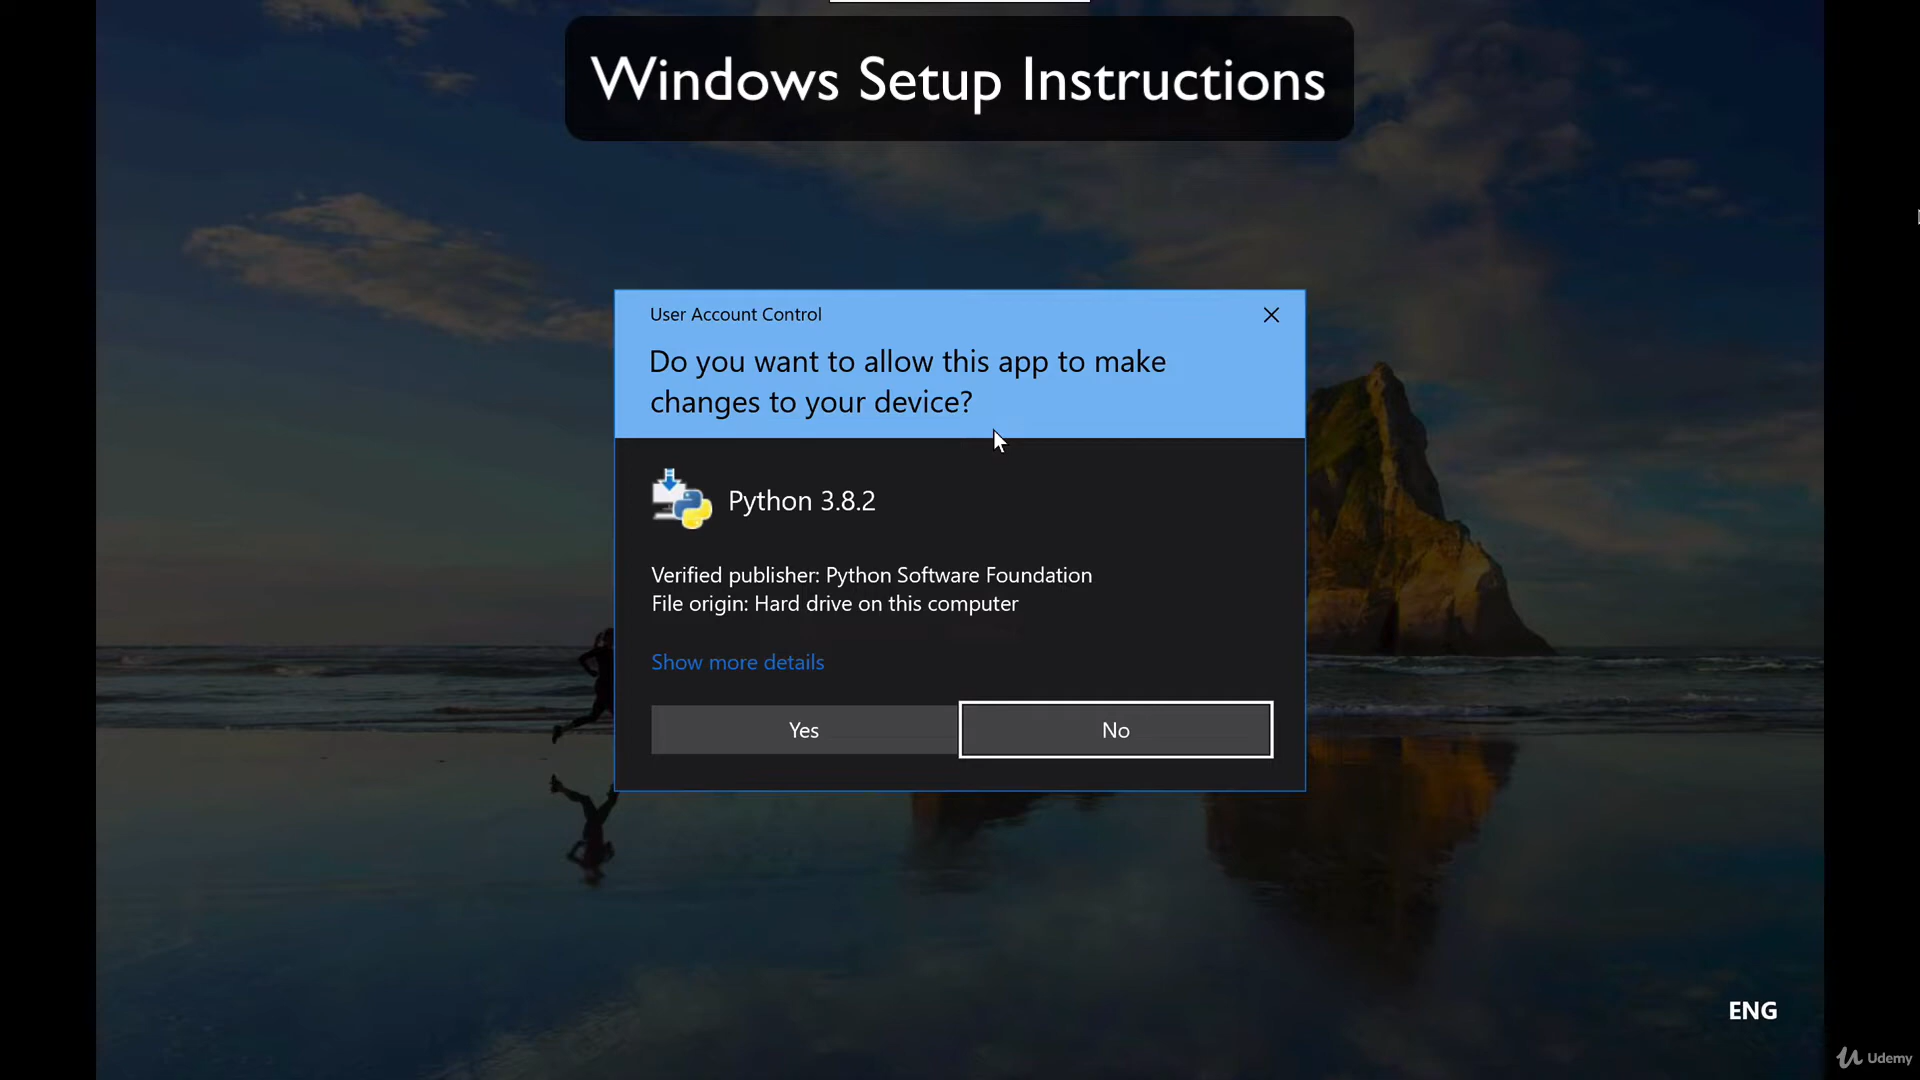 Windows Setup Instructions
User Account Control
Do you want to allow this app to make
changes to your device?
Python 3.8.2
Verified publisher: Python Software Foundation
File origin: Hard drive on this computer
Show more details
Yes
No
ENG
Udemy